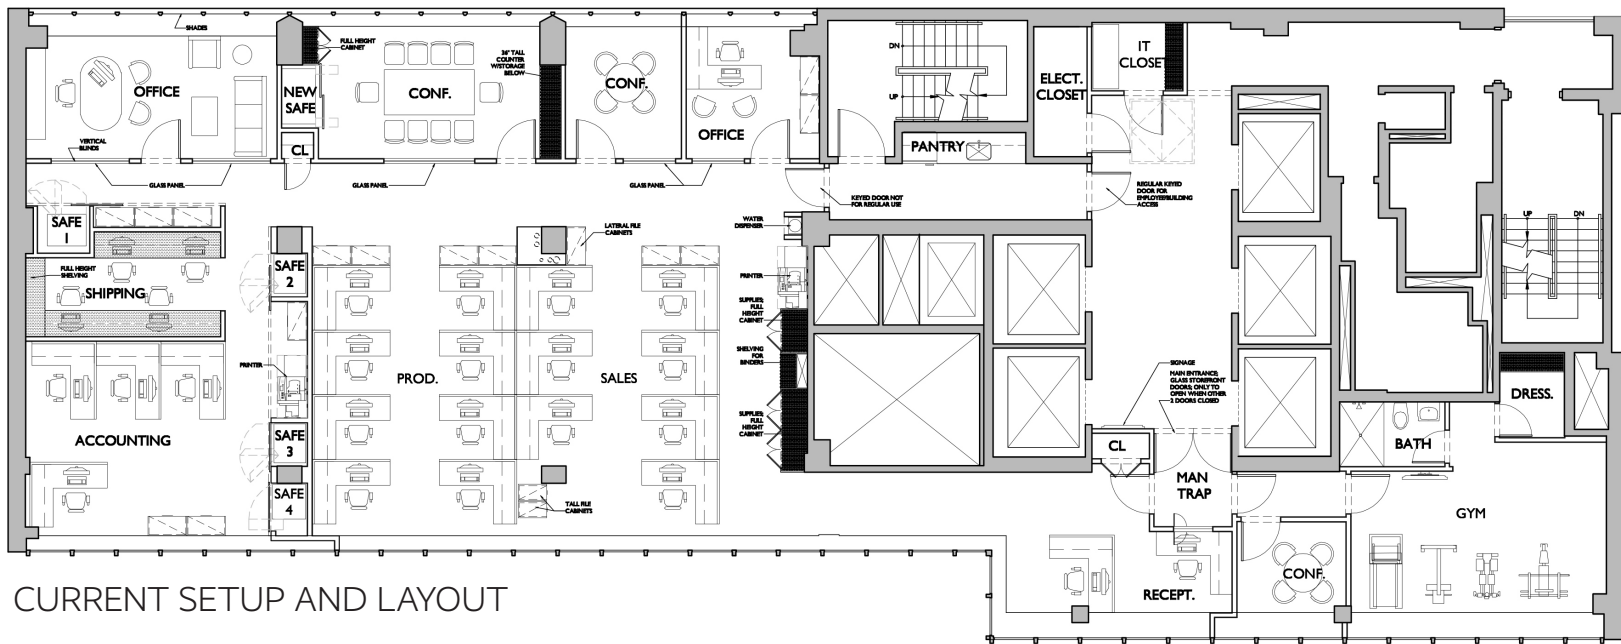 SHADES
FULL HEIGHT
CABINET
OFFICE
NEW
SAFE
CL
CONF.
36" TALL
COUNTER
W/STORAGE
BELOW
CONF.
OFFICE
DN
UP
ELECT.
CLOSET
IT
CLOSET
PANTRY
VERTICAL
BLINDS
GLASS PANEL
GLASS PANEL
GLASS PANEL
KEYED DOOR NOT
FOR REGULAR USE
REGULAR KEYED
DOOR FOR
EMPLOYEE/BUILDING
ACCESS
UP
DN
SAFE
1
WATER
DISPENSER
LATERAL FILE
CABINETS
FULL HEIGHT
SHELVING
SHIPPING
SAFE
2
PRINTER
SUPPLIES;
FULL
HEIGHT
CABINET
SHELVING
FOR
BINDERS
PRINTER
PROD.
SALES
SIGNAGE
MAIN ENTRANCE;
GLASS STOREFRONT
DOORS; ONLY TO
OPEN WHEN OTHER
2 DOORS CLOSED
DRESS.
SUPPLIES;
FULL
HEIGHT
CABINET
ACCOUNTING
SAFE
3
CL
BATH
MAN
TRAP
SAFE
4
TALL FILE
CABINETS
GYM
CONF.
RECEPT.
CURRENT SETUP AND LAYOUT